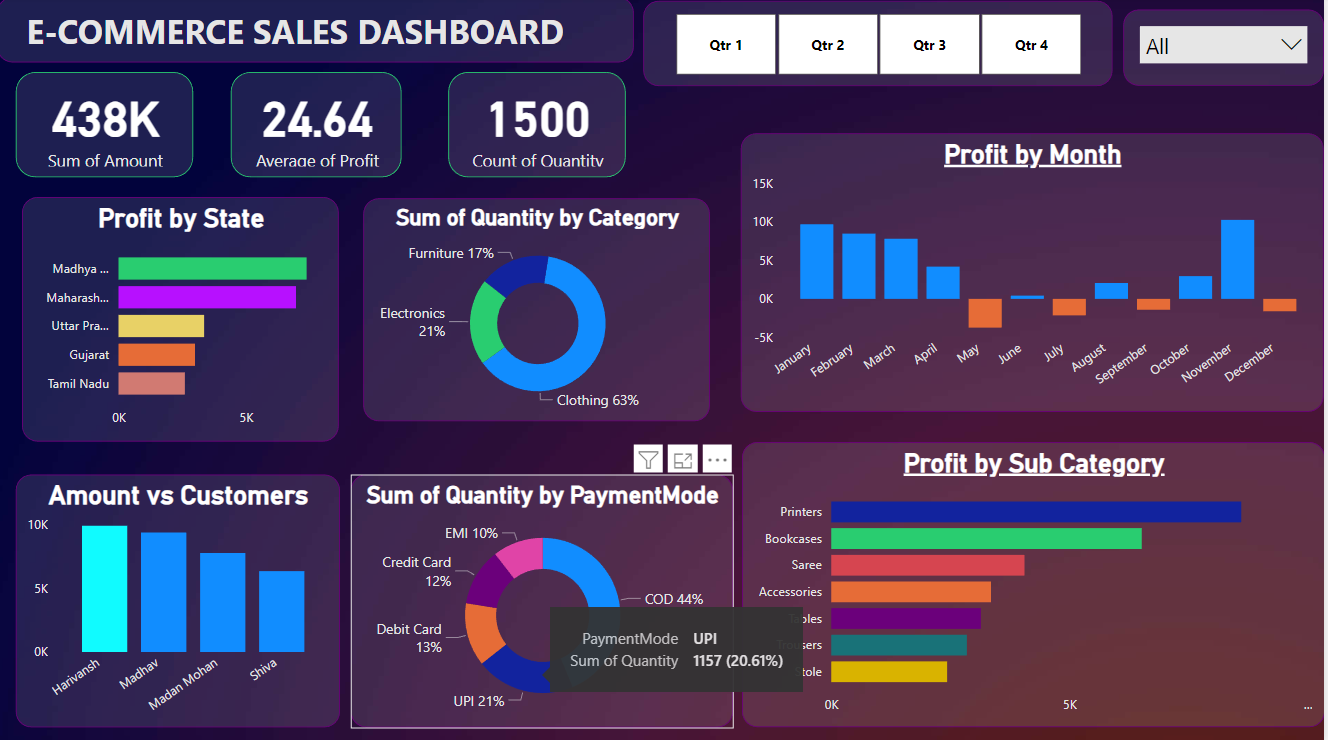 E-COMMERCE SALES DASHBOARD
Qtr 1
Qtr 2
Qtr 3
Qtr 4
All
438K
Sum of Amount
24.64
Average of Profit
1500
Count of Quantity
Profit by State
Madhya ...
Maharash...
Uttar Pra...
Gujarat
Tamil Nadu
0K
5K
Sum of Quantity by Category
Furniture 17%
Electronics
21%
Clothing 63%
Profit by Month
15K
10K
5K
0K
-5K
January
February
March
April
May
June
July
August
September
October
November
December
Amount vs Customers
10K
5K
0K
Harivansh
Madhav
Madan Mohan
Shiva
Sum of Quantity by PaymentMode
EMI 10%
Credit Card
12%
Debit Card
13%
UPI 21%
COD 44%
PaymentMode UPI
Sum of Quantity 1157 (20.61%)
Profit by Sub Category
Printers
Bookcases
Saree
Accessories
Trousers
0K
5K
...